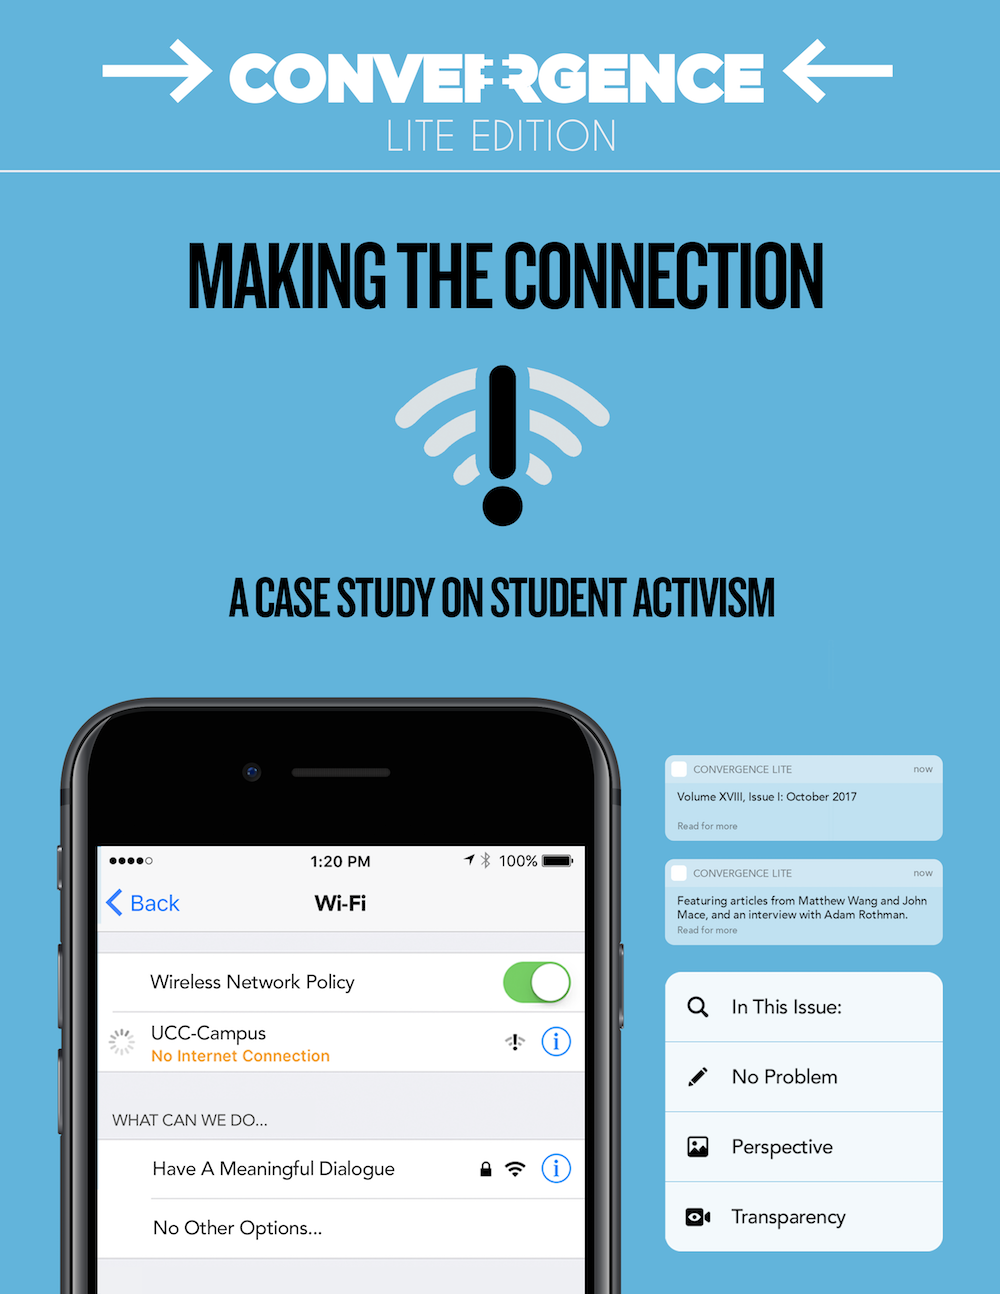 CONVERGENCE
LITE EDITION
MAKING THE CONNECTION
A CASE STUDY ON STUDENT ACTIVISM
1:20 PM
100%
Back
Wi-Fi
Wireless Network Policy
UCC-Campus
No Internet Connection
WHAT CAN WE DO...
Have A Meaningful Dialogue
No Other Options...
CONVERGENCE LITE now
Volume XVIII, Issue I: October 2017
Read for more
CONVERGENCE LITE now
Featuring articles from Matthew Wang and John
Mace, and an interview with Adam Rothman.
Read for more
In This Issue:
No Problem
Perspective
Transparency